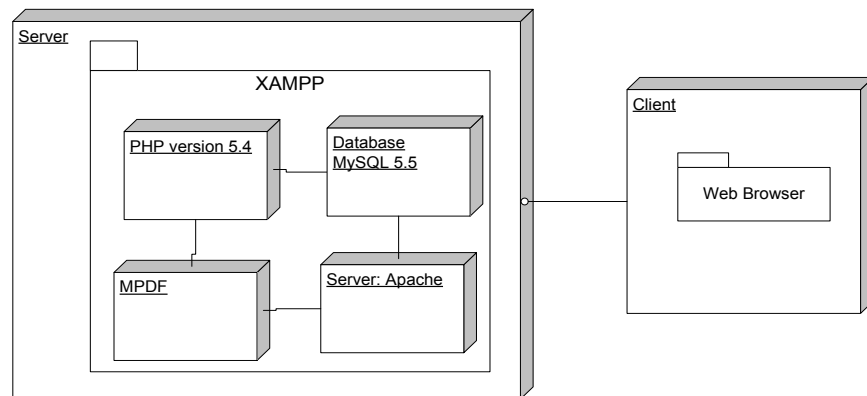 Server
XAMPP
PHP version 5.4
Database
MySQL 5.5
MPDF
Server: Apache
Client
Web Browser